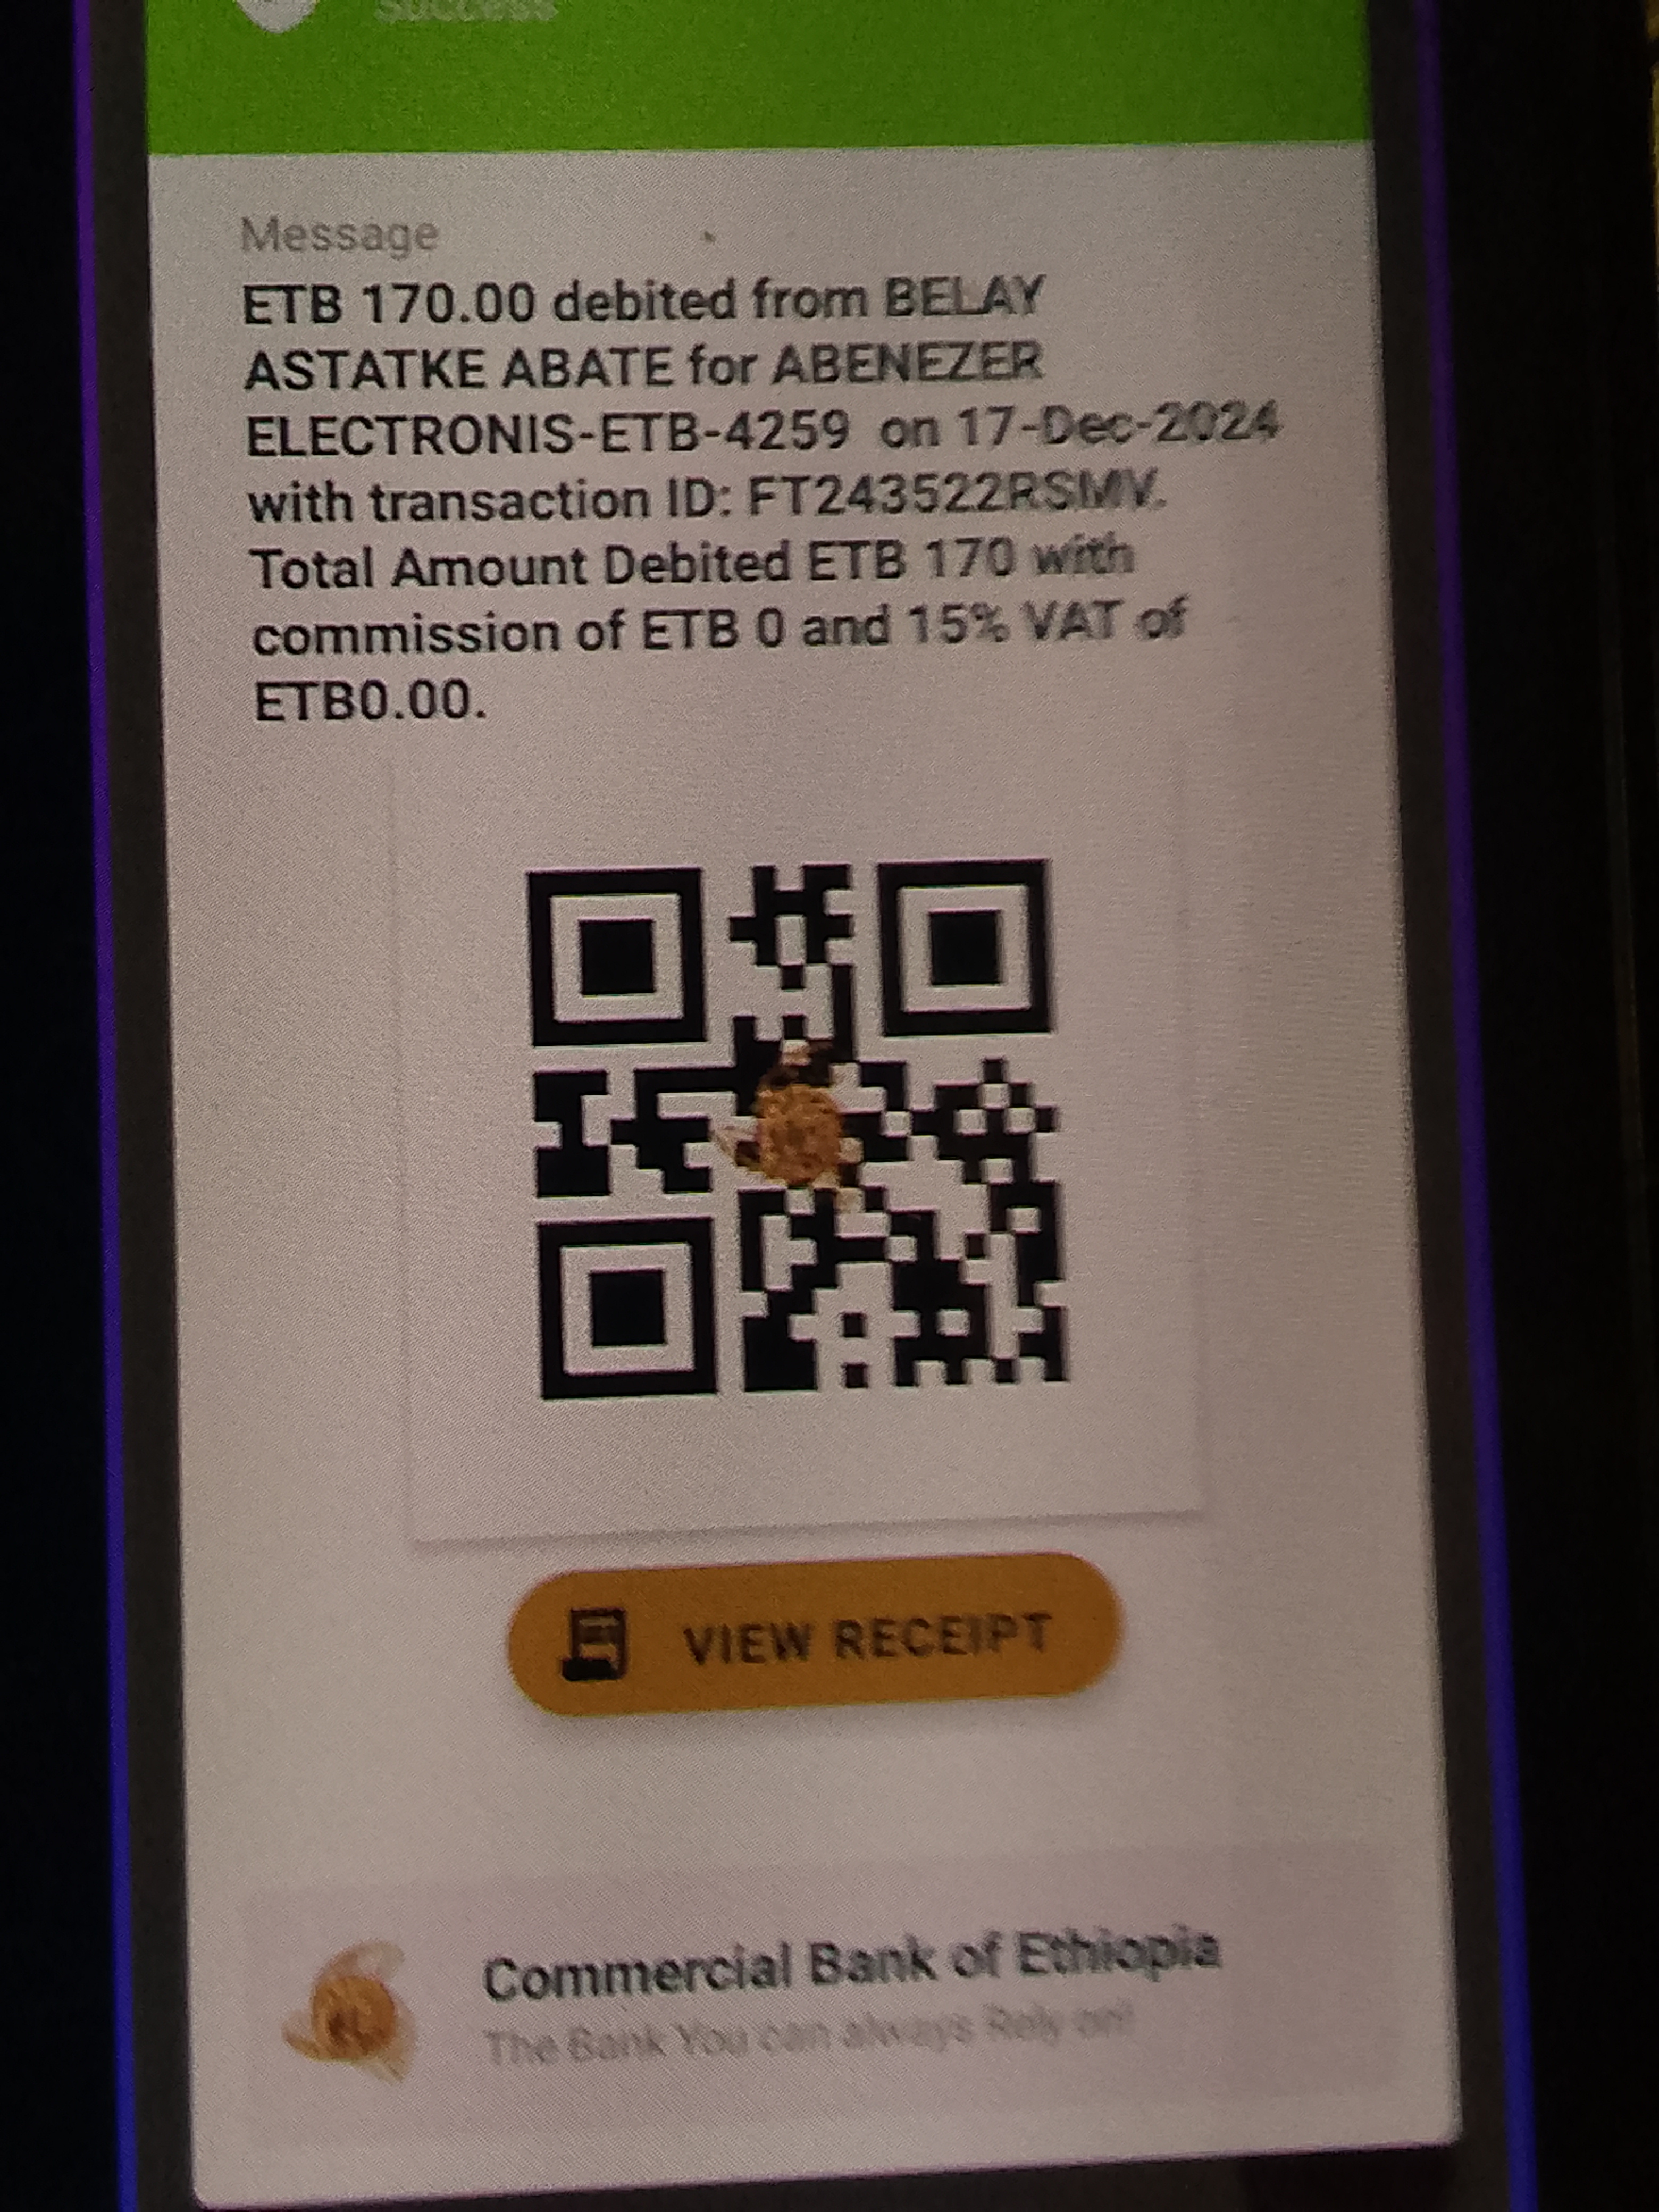 Success
Message
ETB 170.00 debited from BELAY
ASTATKE ABATE for ABENEZER
ELECTRONIS-ETB-4259 on 17-Dec-2024
with transaction ID: FT243522RSMV.
Total Amount Debited ETB 170 with
commission of ETB 0 and 15% VAT of
ETB0.00.
VIEW RECEIPT
Commercial Bank of Ethiopia
The Bank You can always Rely on!